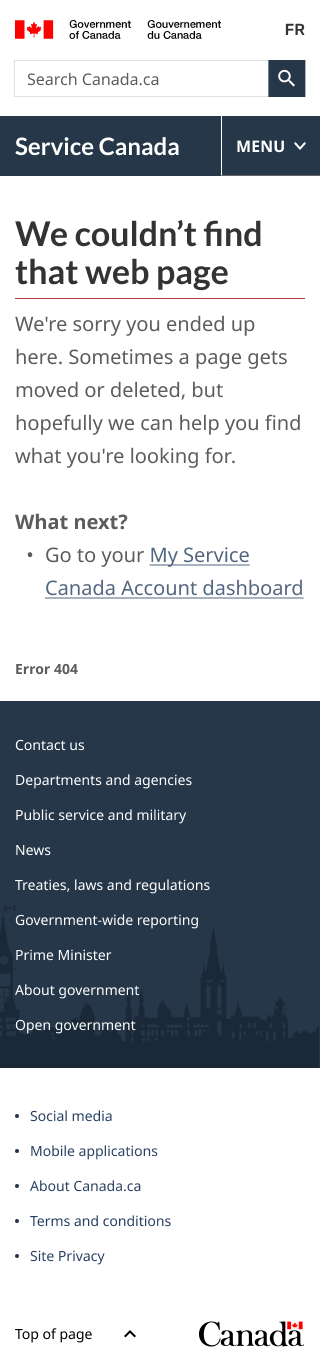 Government of Canada
Gouvernement du Canada
FR
Search Canada.ca
Service Canada
MENU
We couldn’t find
that web page
We're sorry you ended up
here. Sometimes a page gets
moved or deleted, but
hopefully we can help you find
what you're looking for.
What next?
• Go to your My Service
Canada Account dashboard
Error 404
Contact us
Departments and agencies
Public service and military
News
Treaties, laws and regulations
Government-wide reporting
Prime Minister
About government
Open government
• Social media
• Mobile applications
• About Canada.ca
• Terms and conditions
• Site Privacy
Top of page
Canada